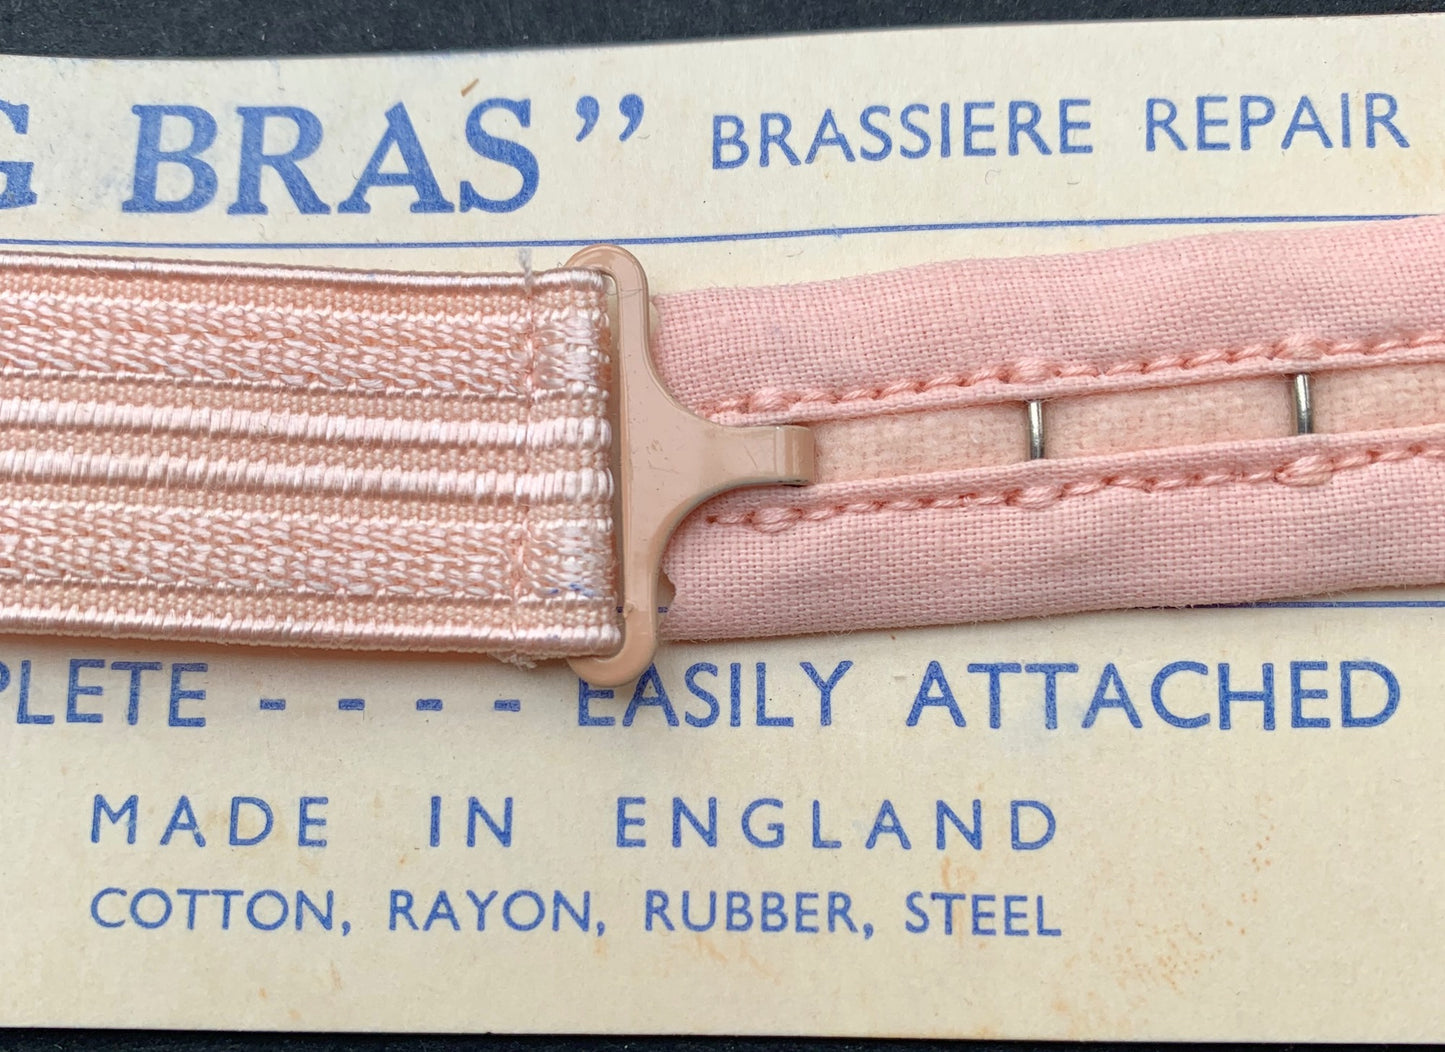 G BRAS” BRASSIERE REPAIR
PLETE - - - - EASILY ATTACHED
MADE IN ENGLAND
COTTON, RAYON, RUBBER, STEEL